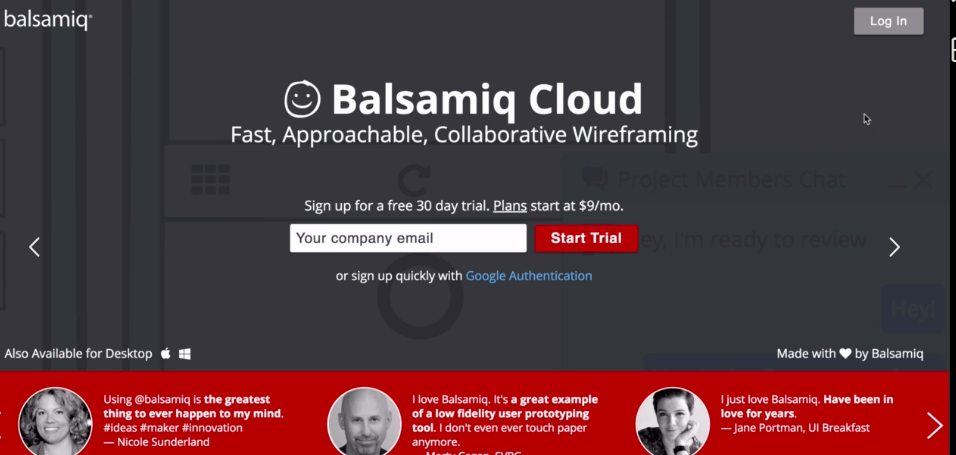 balsamiq®
Log In
Balsamiq Cloud
Fast, Approachable, Collaborative Wireframing
Project Members Chat
Sign up for a free 30 day trial. Plans start at $9/mo.
Your company email
Start Trial
ey, I'm ready to review
or sign up quickly with Google Authentication
Hey!
Also Available for Desktop
Made with ♥ by Balsamiq
Using @balsamiq is the greatest
thing to ever happen to my mind.
#ideas #maker #innovation
— Nicole Sunderland
I love Balsamiq. It's a great example
of a low fidelity user prototyping
tool. I don't even ever touch paper
anymore.
— Marty Cagan, SVPG
I just love Balsamiq. Have been in
love for years.
— Jane Portman, UI Breakfast